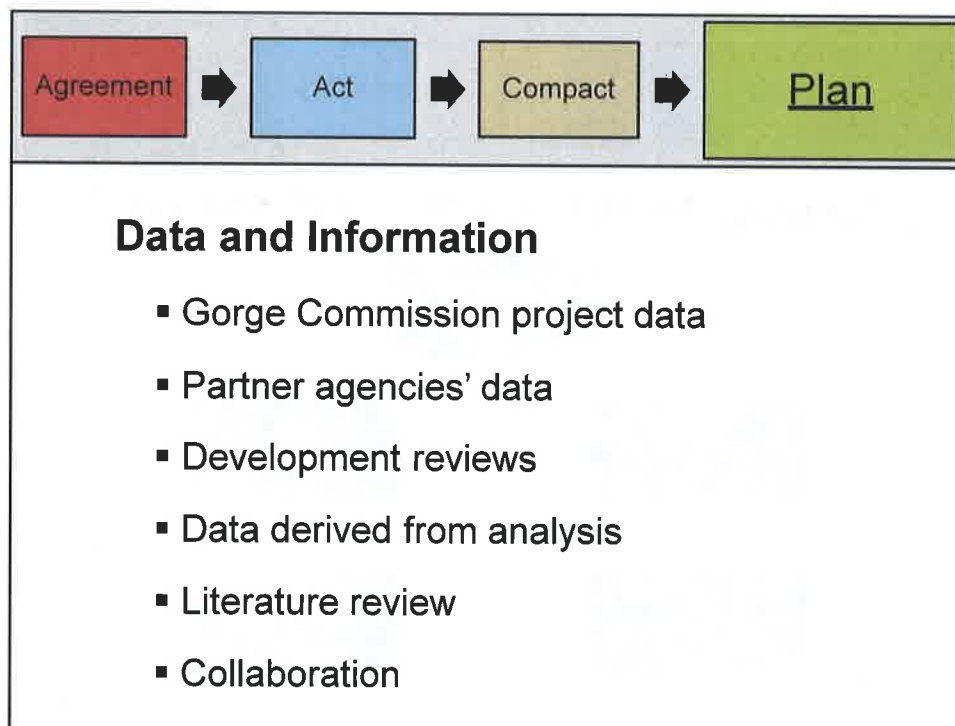 Agreement Act Compact Plan
Data and Information
▪ Gorge Commission project data
▪ Partner agencies’ data
▪ Development reviews
▪ Data derived from analysis
▪ Literature review
▪ Collaboration